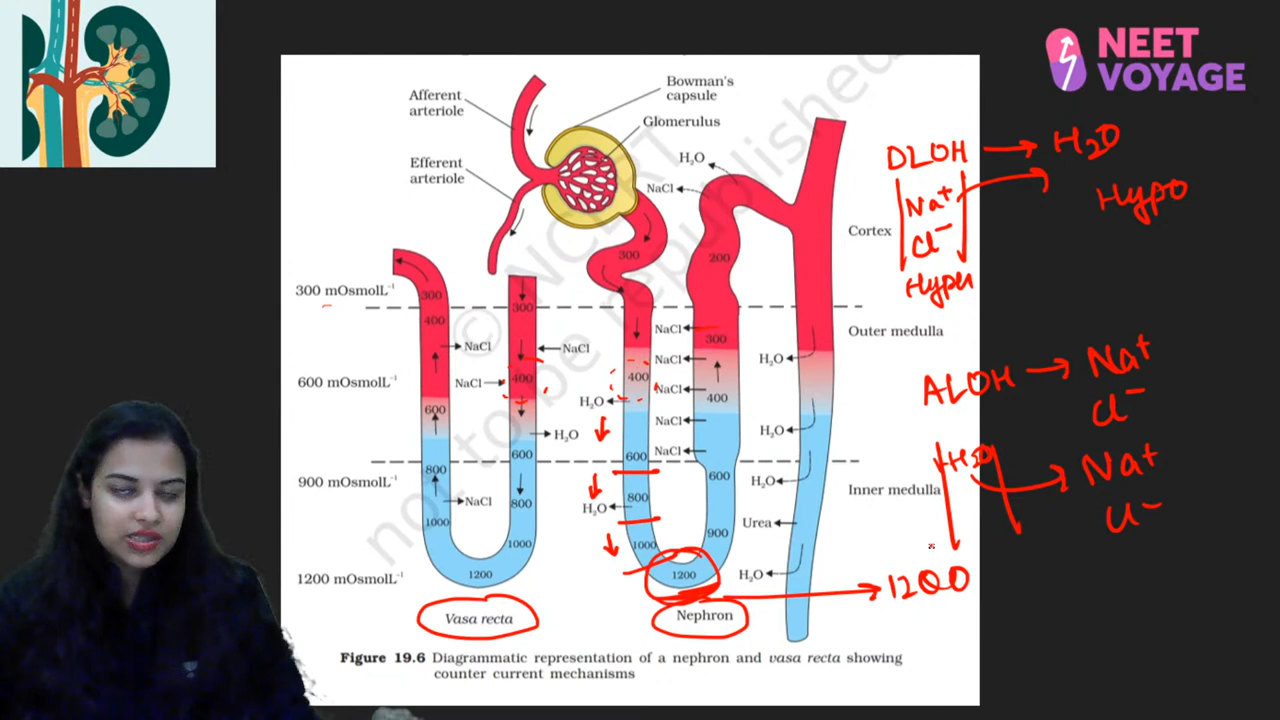 NEET
VOYAGE
Afferent
arteriole
Efferent
arteriole
Bowman's
capsule
Glomerulus
H₂O
NaCl
Cortex
300
200
300 mOsmolL⁻¹
300
400
300
NaCl
NaCl
NaCl
400
600 mOsmolL⁻¹
600
H₂O
600
800
900 mOsmolL⁻¹
NaCl
800
1000
1000
1200 mOsmolL⁻¹
1200
Vasa recta
400
H₂O
600
800
H₂O
1000
1200
Nephron
NaCl
300
NaCl
NaCl
400
NaCl
NaCl
600
900
Outer medulla
H₂O
H₂O
H₂O
Inner medulla
Urea
H₂O
Figure 19.6 Diagrammatic representation of a nephron and vasa recta showing
counter current mechanisms
© NCERT
not to be republished
DLOH → H₂O
Na⁺
Cl⁻
Hypo
Hyper
ALOH → Na⁺
Cl⁻
H₂O
Na⁺
Cl⁻
1200